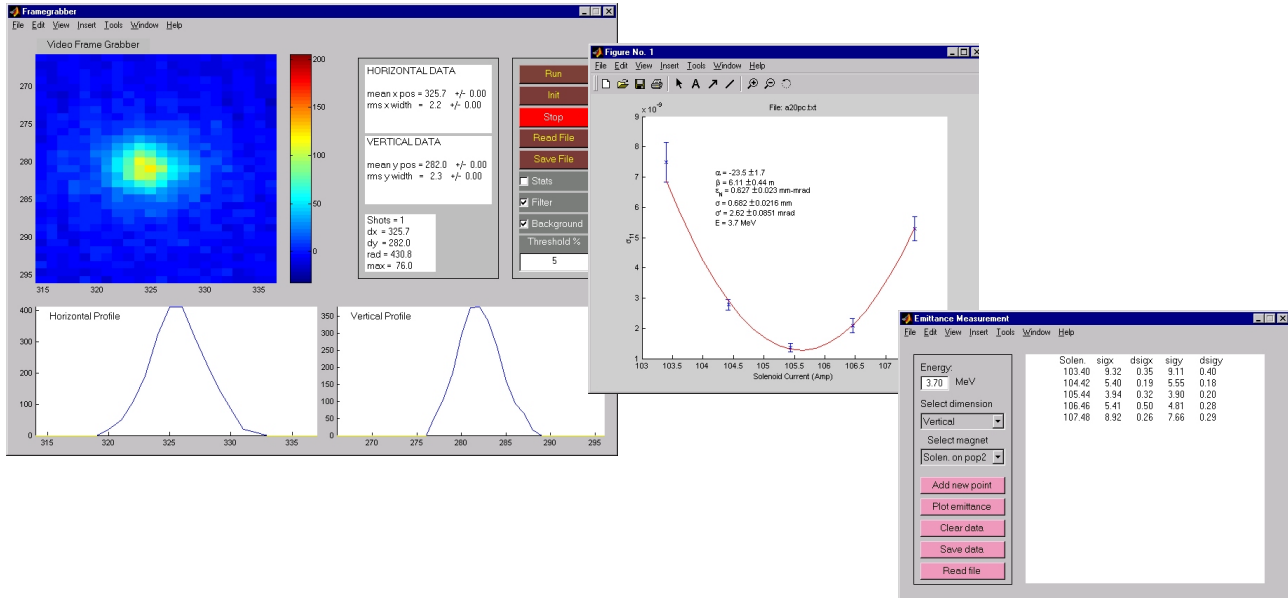 Framegrabber
File Edit View Insert Tools Window Help
Video Frame Grabber
270
275
280
285
290
295
315 320 325 330 335
200
150
100
50
0
HORIZONTAL DATA
mean x pos = 325.7 +/- 0.00
rms x width = 2.2 +/- 0.00
VERTICAL DATA
mean y pos = 282.0 +/- 0.00
rms y width = 2.3 +/- 0.00
Shots = 1
dx = 325.7
dy = 282.0
rad = 430.8
max = 76.0
Run
Init
Stop
Read File
Save File
Stats
Filter
Background
Threshold %
5
Horizontal Profile
400
300
200
100
0
315 320 325 330 335
Vertical Profile
350
300
250
200
150
100
50
0
270 275 280 285 290 295
Figure No. 1
File Edit View Insert Tools Window Help
A
x 10^-9
File: a20pc.txt
9
8
7
6
5
4
3
2
1
σ11
α = -23.5 ±1.7
β = 6.11 ±0.44 m
εN = 0.627 ±0.023 mm-mrad
σ = 0.682 ±0.0216 mm
σ' = 2.62 ±0.0851 mrad
E = 3.7 MeV
103 103.5 104 104.5 105 105.5 106 106.5 107
Solenoid Current (Amp)
Emittance Measurement
File Edit View Insert Tools Window Help
Energy:
3.70 MeV
Select dimension
Vertical
Select magnet
Solen. on pop2
Add new point
Plot emittance
Clear data
Save data
Read file
Solen. sigx dsigx sigy dsigy
103.40 9.32 0.35 9.11 0.40
104.42 5.40 0.19 5.55 0.18
105.44 3.94 0.32 3.90 0.20
106.46 5.41 0.50 4.81 0.28
107.48 8.92 0.26 7.66 0.29